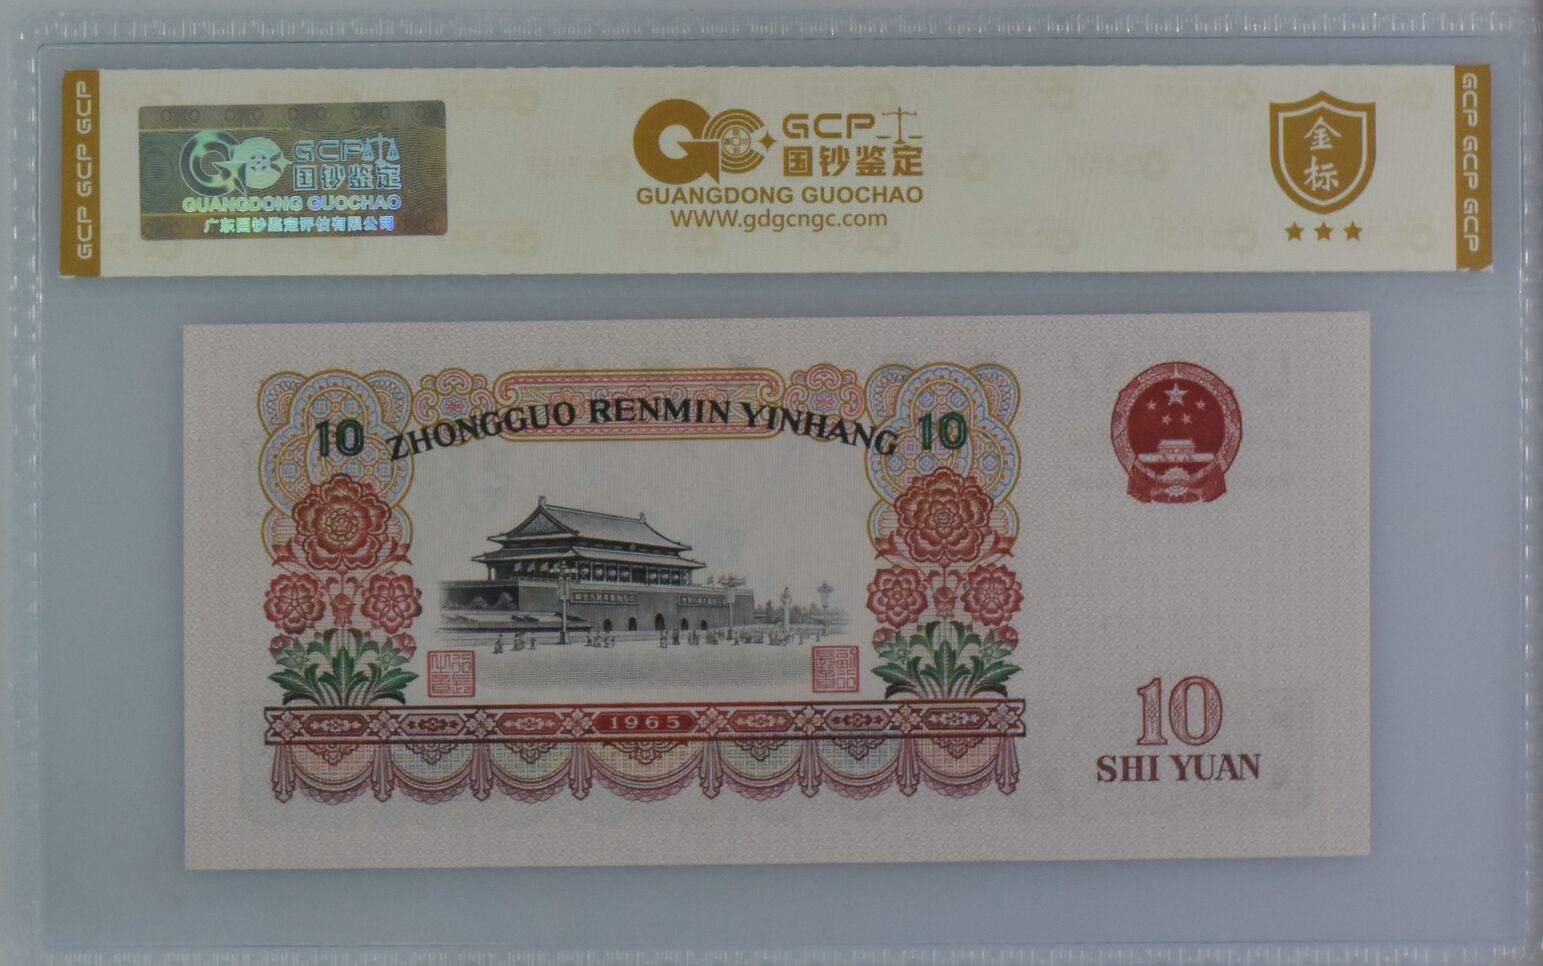 GCP GCP GCP
GCP
国钞鉴定
GUANGDONG GUOCHAO
广东国钞鉴定评估有限公司
GCP
国钞鉴定
GUANGDONG GUOCHAO
WWW.gdgcngc.com
金标
GCP GCP GCP
10 ZHONGGUO RENMIN YINHANG 10
1965
10
SHI YUAN